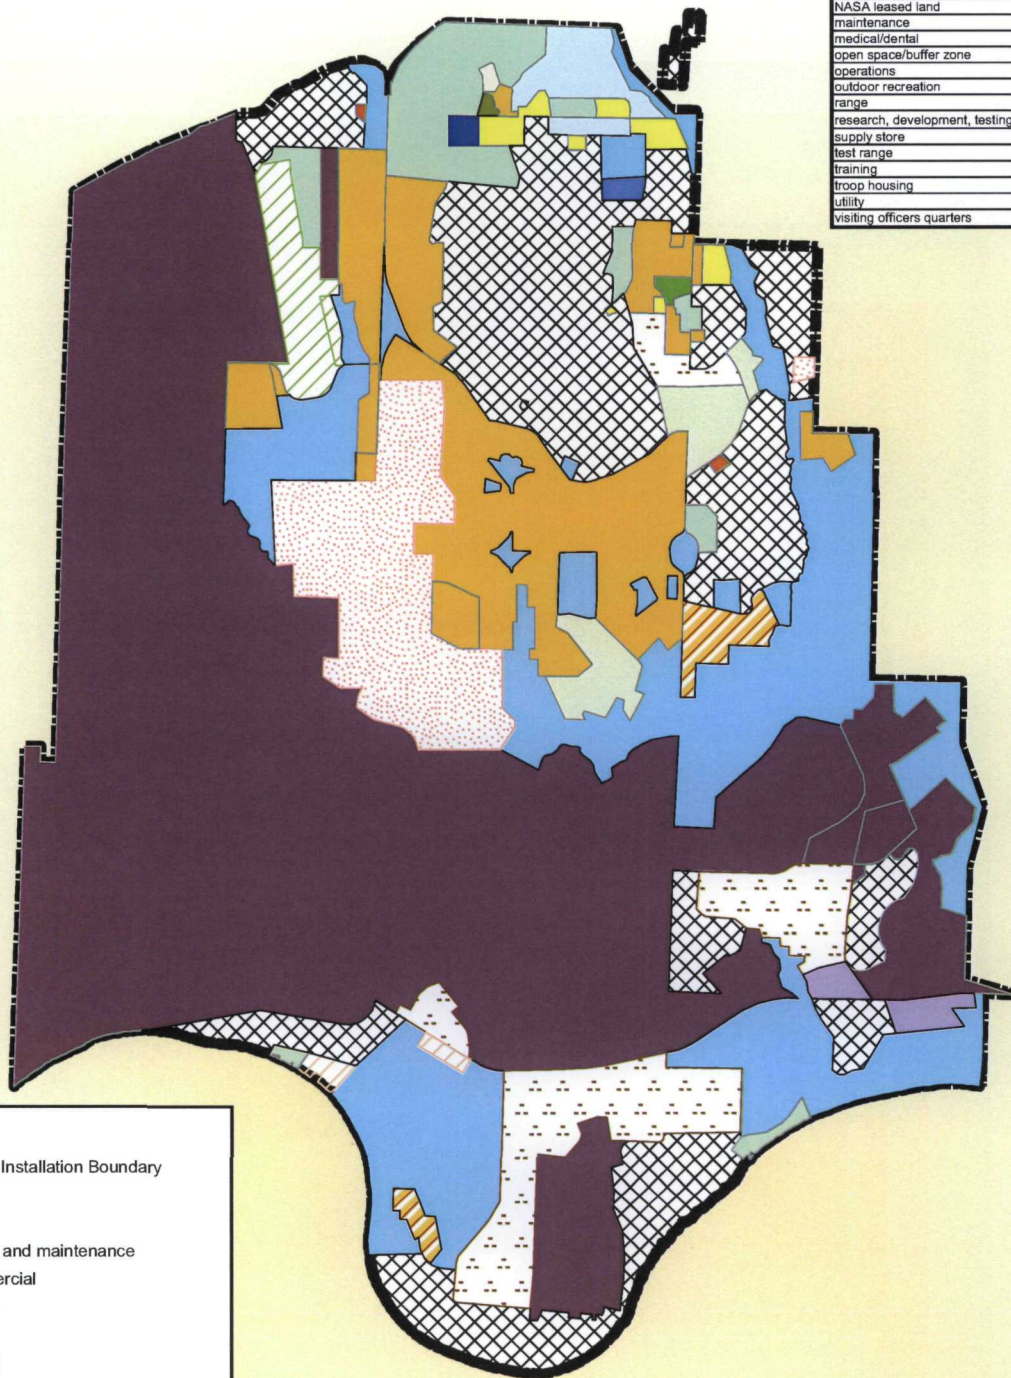 NASA leased land
maintenance
medical/dental
open space/buffer zone
operations
outdoor recreation
range
research, development, testing
supply store
test range
training
troop housing
utility
visiting officers quarters
Installation Boundary
and maintenance